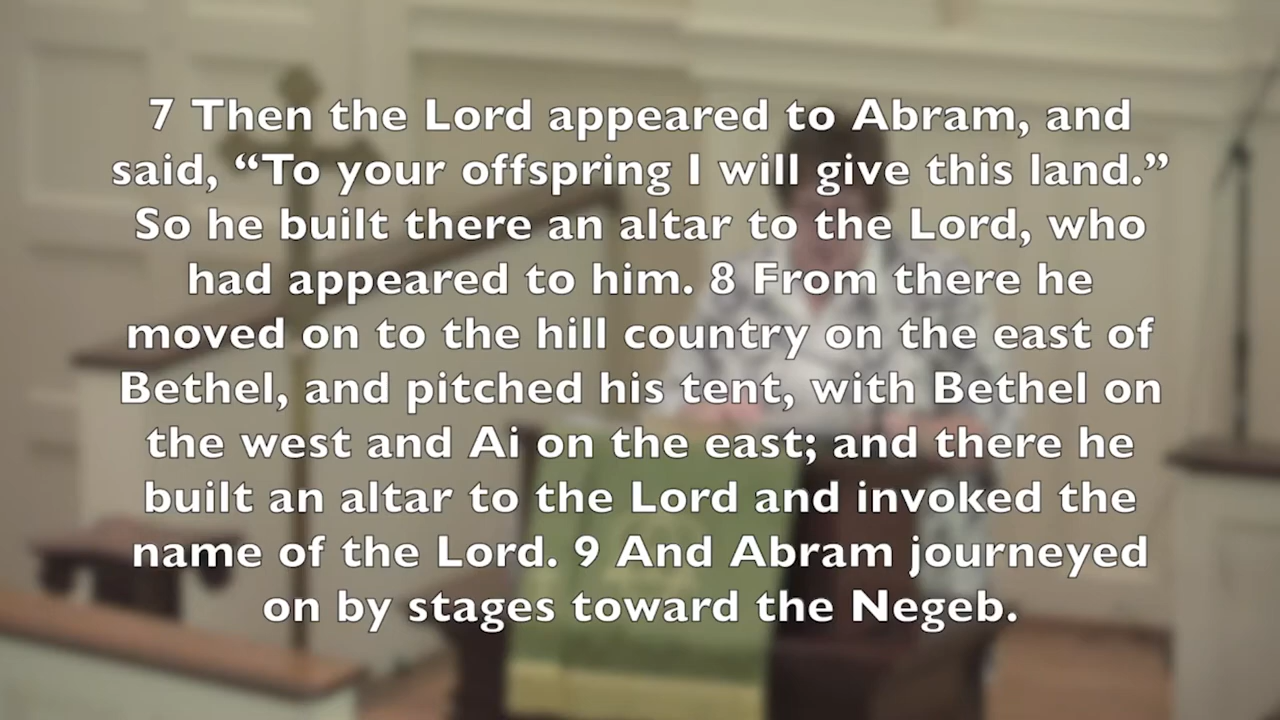 7 Then the Lord appeared to Abram, and
said, “To your offspring I will give this land.”
So he built there an altar to the Lord, who
had appeared to him. 8 From there he
moved on to the hill country on the east of
Bethel, and pitched his tent, with Bethel on
the west and Ai on the east; and there he
built an altar to the Lord and invoked the
name of the Lord. 9 And Abram journeyed
on by stages toward the Negeb.